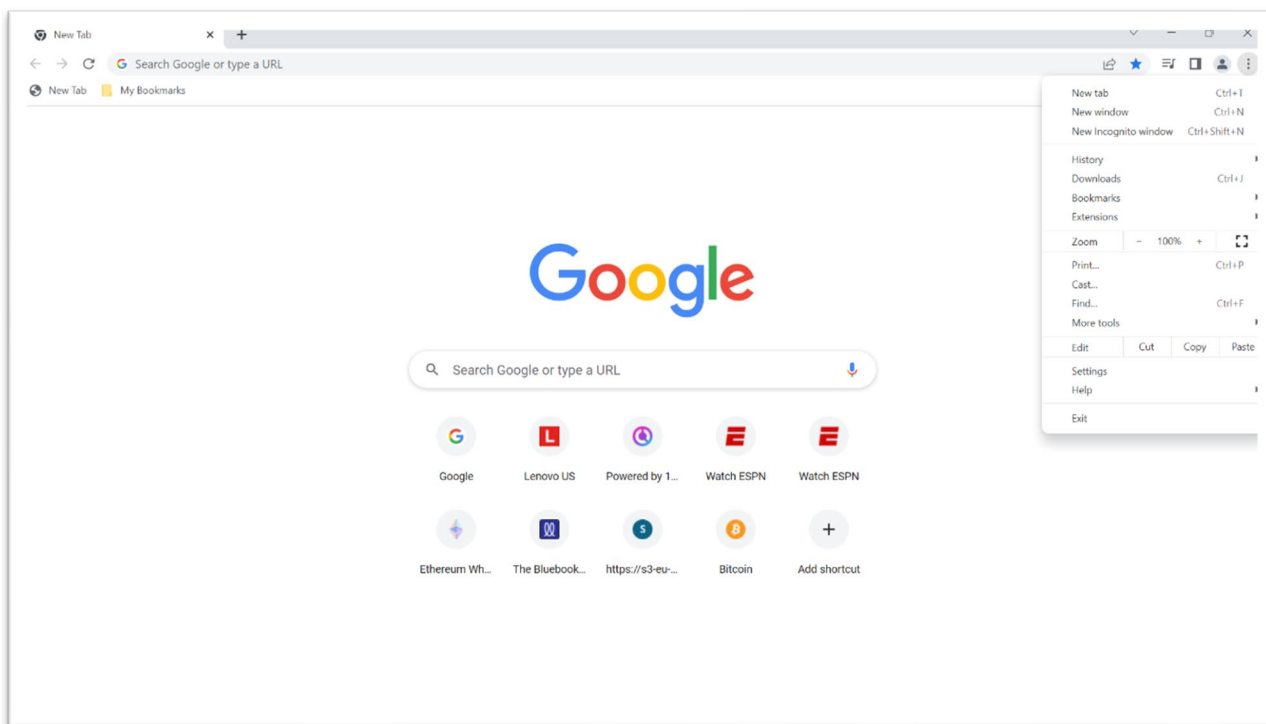 New Tab
Search Google or type a URL
New Tab My Bookmarks
New tab Ctrl+T
New window Ctrl+N
New Incognito window Ctrl+Shift+N
History
Downloads Ctrl+J
Bookmarks
Extensions
Zoom - 100% +
Print... Ctrl+P
Cast...
Find... Ctrl+F
More tools
Edit Cut Copy Paste
Settings
Help
Exit
Google
Search Google or type a URL
Google Lenovo US Powered by 1... Watch ESPN Watch ESPN
Ethereum Wh... The Bluebook... https://s3-eu-... Bitcoin Add shortcut